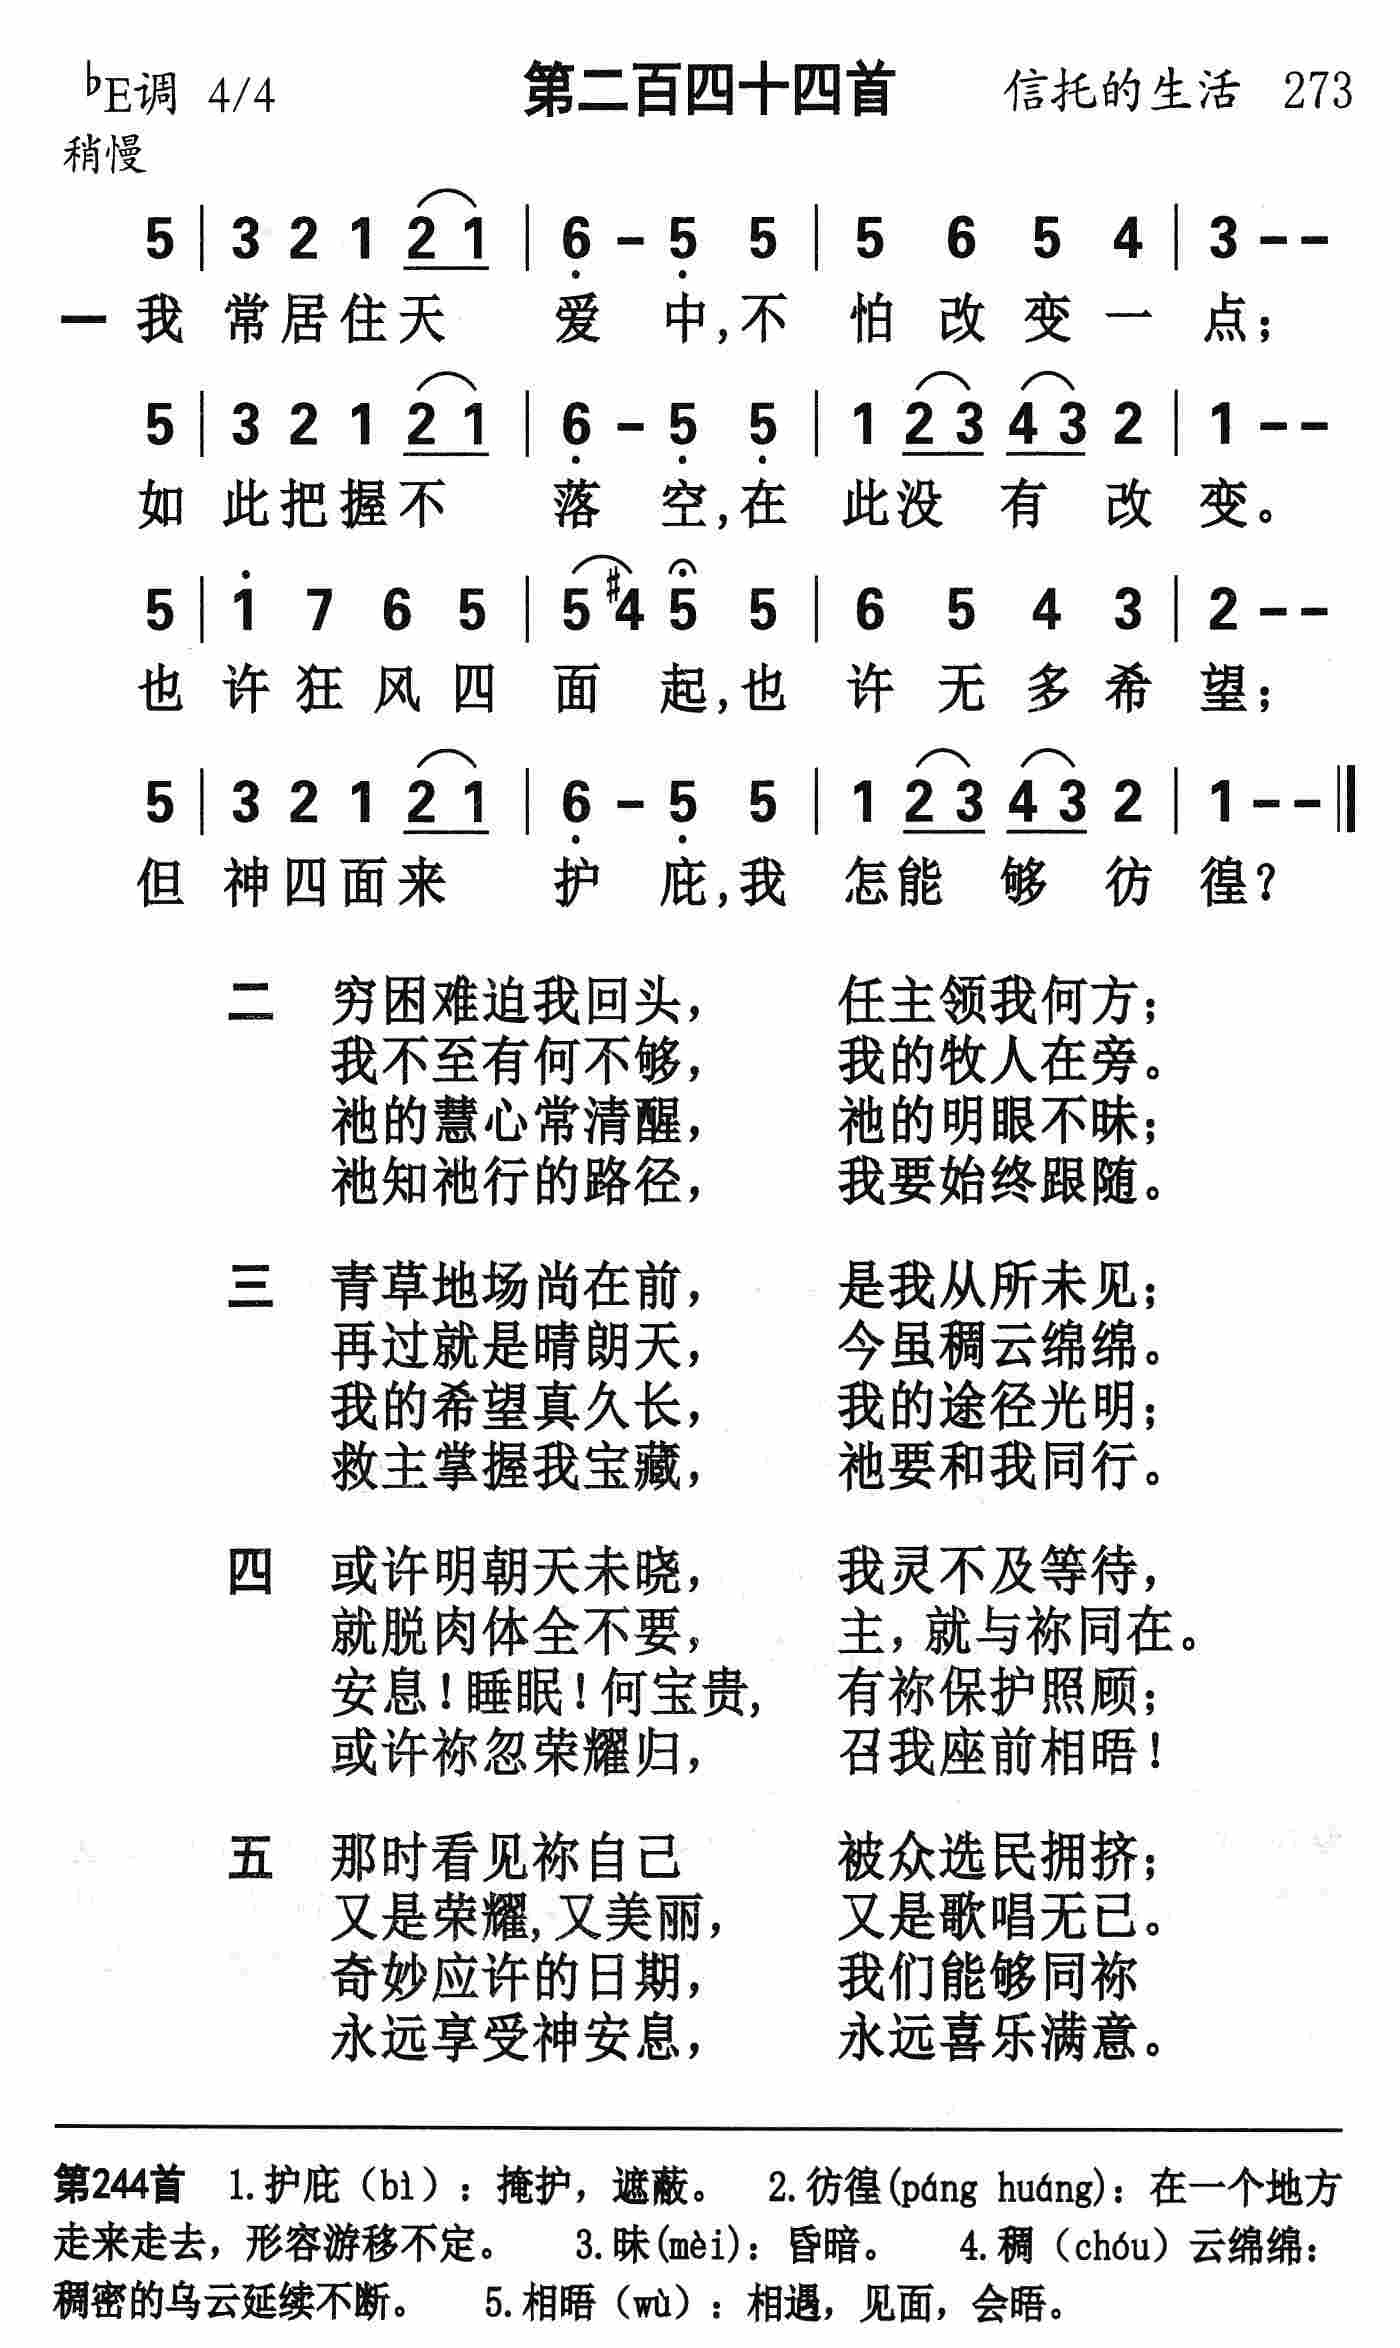 ♭E调 4/4 第二百四十四首 信托的生活 273
稍慢
5 | 3 2 1 2 1 | 6̣ – 5̣ 5 | 5 6 5 4 | 3 – –
一 我 常居住天 爱 中,不 怕 改 变 一 点；
5 | 3 2 1 2 1 | 6̣ – 5̣ 5̣ | 1 2 3 4 3 2 | 1 – –
如 此把握不 落 空,在 此没 有 改 变。
5 | 1̇ 7 6 5 | 5 #4 5 5 | 6 5 4 3 | 2 – –
也 许 狂 风 四 面 起,也 许 无 多 希 望；
5 | 3 2 1 2 1 | 6̣ – 5̣ 5 | 1 2 3 4 3 2 | 1 – – ‖
但 神四面来 护 庇,我 怎能 够 彷 徨？
二 穷困难迫我回头， 任主领我何方；
我不至有何不够， 我的牧人在旁。
祂的慧心常清醒， 祂的明眼不昧；
祂知祂行的路径， 我要始终跟随。
三 青草地场尚在前， 是我从所未见；
再过就是晴朗天， 今虽稠云绵绵。
我的希望真久长， 我的途径光明；
救主掌握我宝藏， 祂要和我同行。
四 或许明朝天未晓， 我灵不及等待，
就脱肉体全不要， 主，就与祢同在。
安息！睡眠！何宝贵， 有祢保护照顾；
或许祢忽荣耀归， 召我座前相晤！
五 那时看见祢自己 被众选民拥挤；
又是荣耀,又美丽， 又是歌唱无已。
奇妙应许的日期， 我们能够同祢
永远享受神安息， 永远喜乐满意。
第244首 1.护庇（bì）：掩护，遮蔽。 2.彷徨(páng huáng)：在一个地方
走来走去，形容游移不定。 3.昧(mèi)：昏暗。 4.稠（chóu）云绵绵：
稠密的乌云延续不断。 5.相晤（wù）：相遇，见面，会晤。